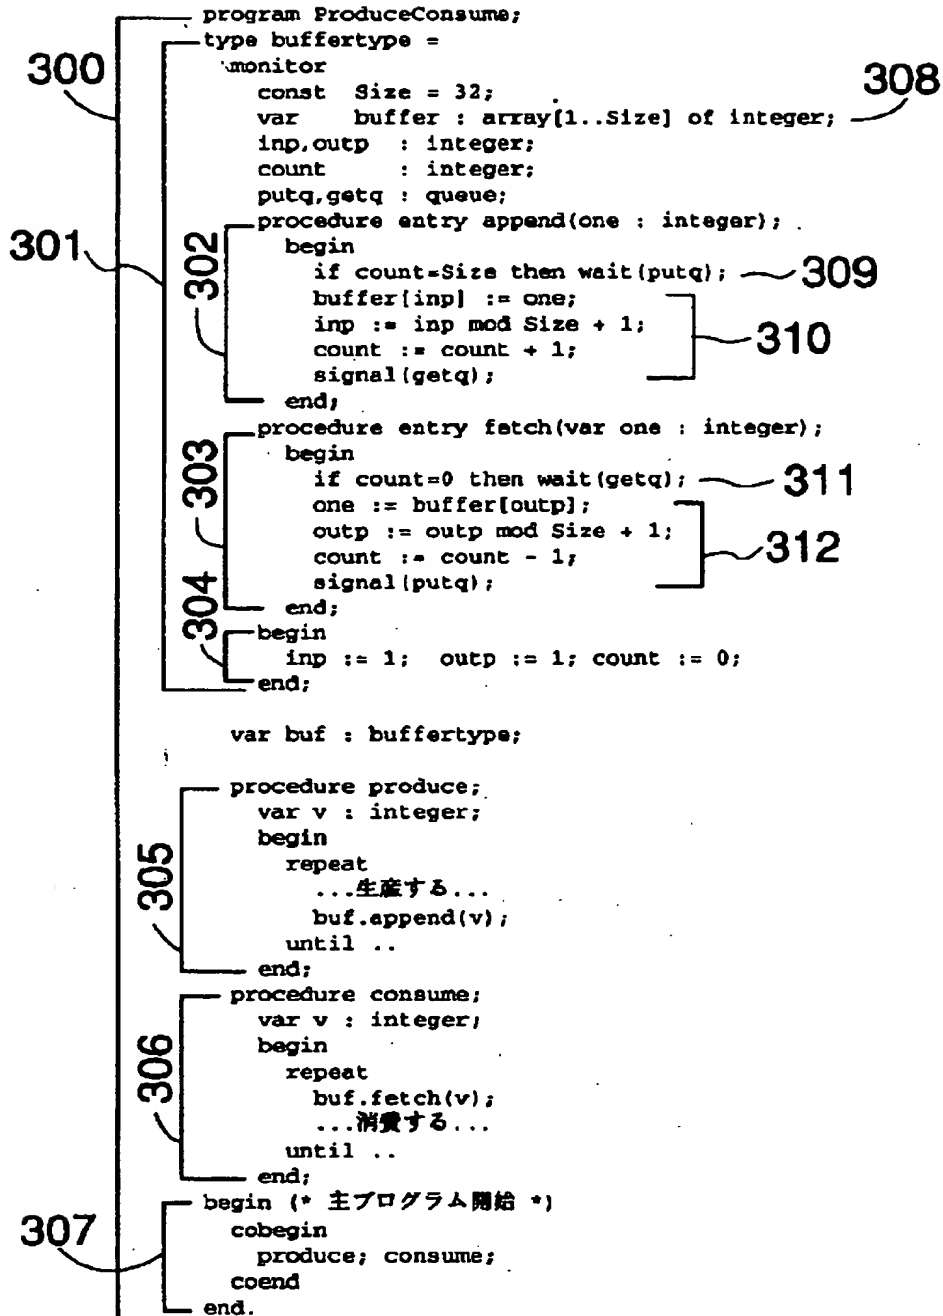 program ProduceConsume;
type buffertype =
300
monitor
const Size = 32;
308
var buffer : array[1..Size] of integer;
inp,outp : integer;
count : integer;
putq,getq : queue;
301
302
procedure entry append(one : integer);
begin
if count=Size then wait(putq);
309
buffer[inp] := one;
inp := inp mod Size + 1;
310
count := count + 1;
signal(getq);
end;
303
procedure entry fetch(var one : integer);
begin
if count=0 then wait(getq);
311
one := buffer[outp];
outp := outp mod Size + 1;
312
count := count - 1;
signal(putq);
end;
304
begin
inp := 1; outp := 1; count := 0;
end;
var buf : buffertype;
305
procedure produce;
var v : integer;
begin
repeat
...生産する...
buf.append(v);
until ..
end;
306
procedure consume;
var v : integer;
begin
repeat
buf.fetch(v);
...消費する...
until ..
end;
307
begin (* 主プログラム開始 *)
cobegin
produce; consume;
coend
end.